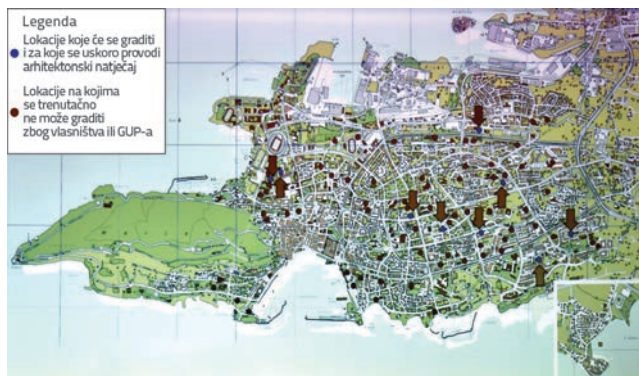 Legenda
Lokacije koje će se graditi
i za koje se uskoro provodi
arhitektonski natječaj
Lokacije na kojima
se trenutačno
ne može graditi
zbog vlasništva ili GUP-a